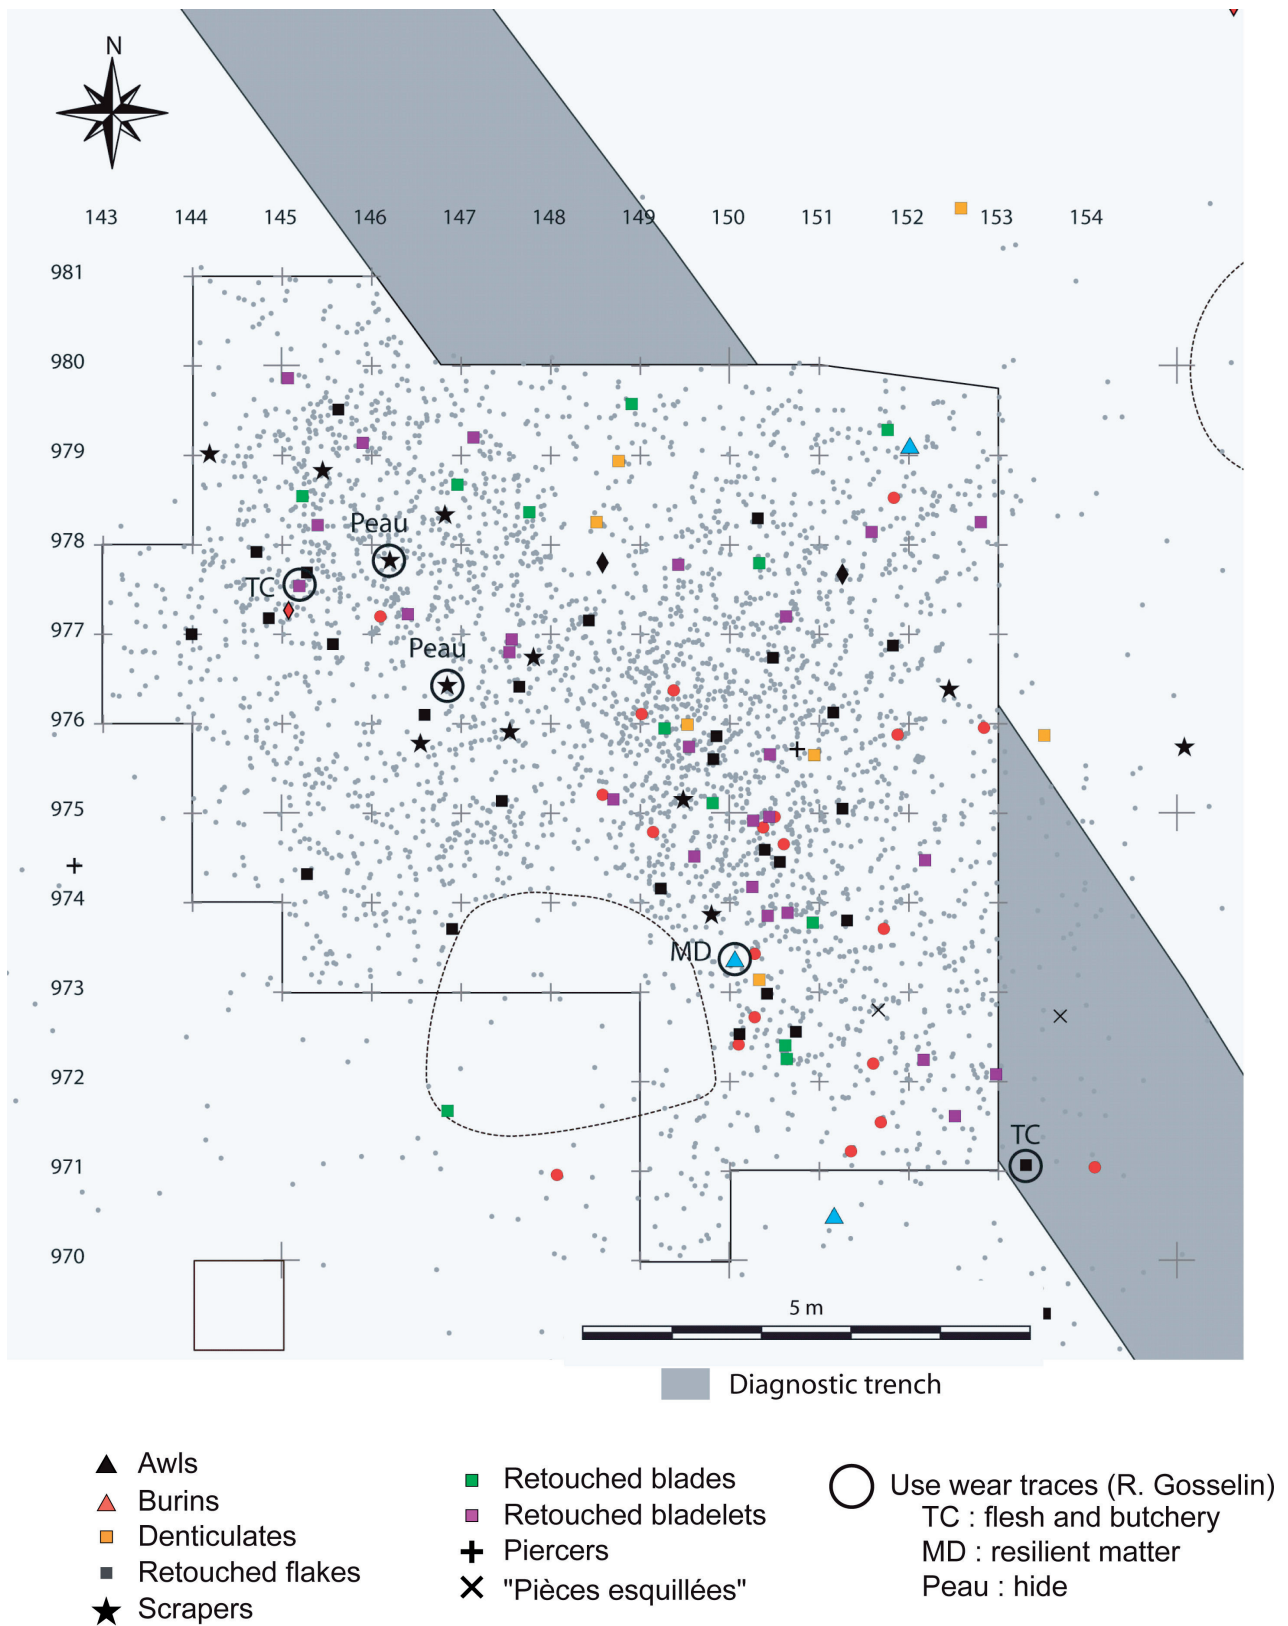 N
143 144 145 146 147 148 149 150 151 152 153 154
981
980
979
978
977
976
975
974
973
972
971
970
Peau
TC
Peau
MD
TC
5 m
Diagnostic trench
Awls
Burins
Denticulates
Retouched flakes
Scrapers
Retouched blades
Retouched bladelets
Piercers
"Pièces esquillées"
Use wear traces (R. Gosselin)
TC : flesh and butchery
MD : resilient matter
Peau : hide